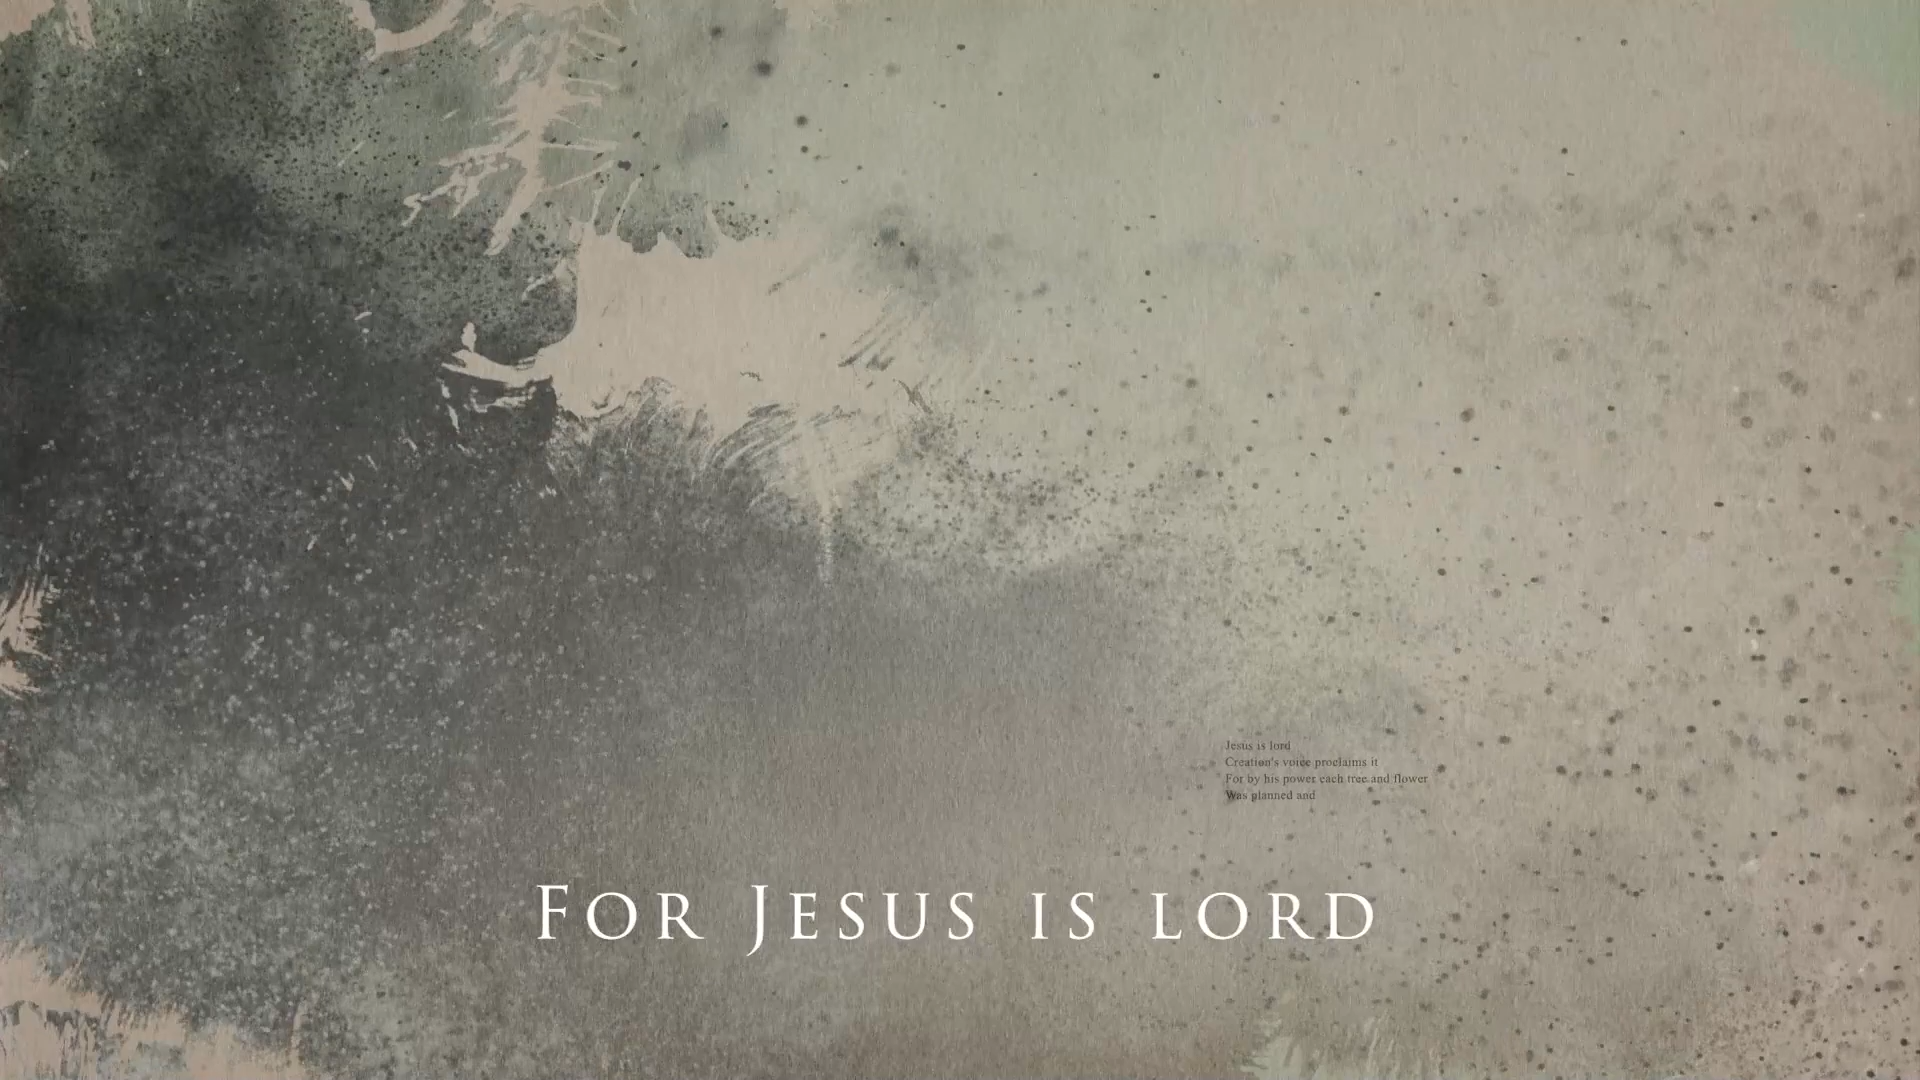 Jesus is lord
Creation's voice proclaims it
For by his power each tree and flower
Was planned and
For Jesus is lord